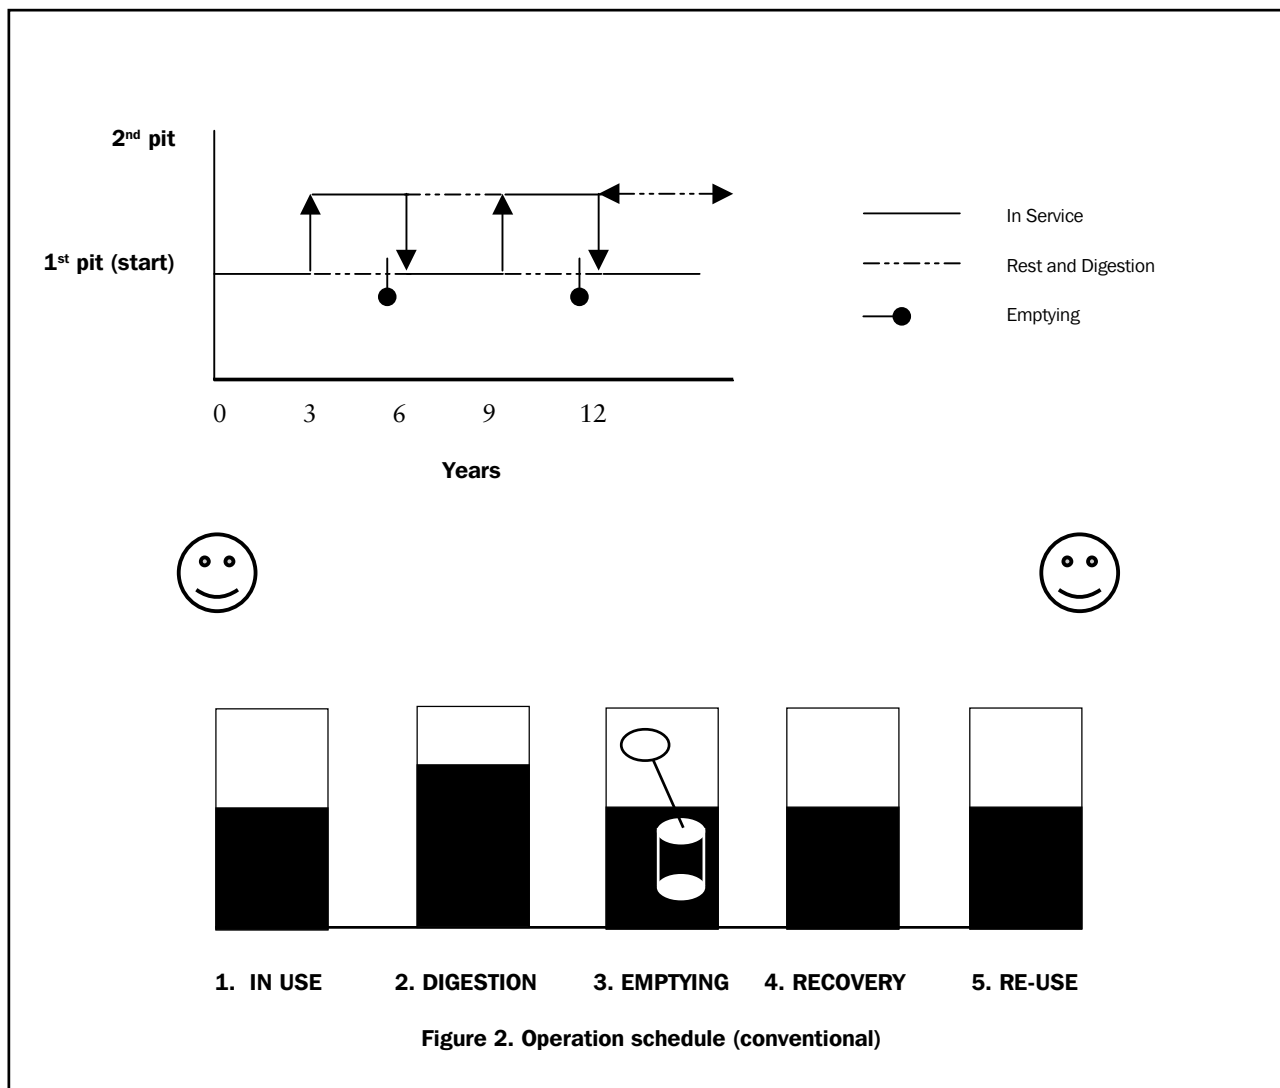 2nd pit
1st pit (start)
In Service
Rest and Digestion
Emptying
0 3 6 9 12
Years
1. IN USE 2. DIGESTION 3. EMPTYING 4. RECOVERY 5. RE-USE
Figure 2. Operation schedule (conventional)